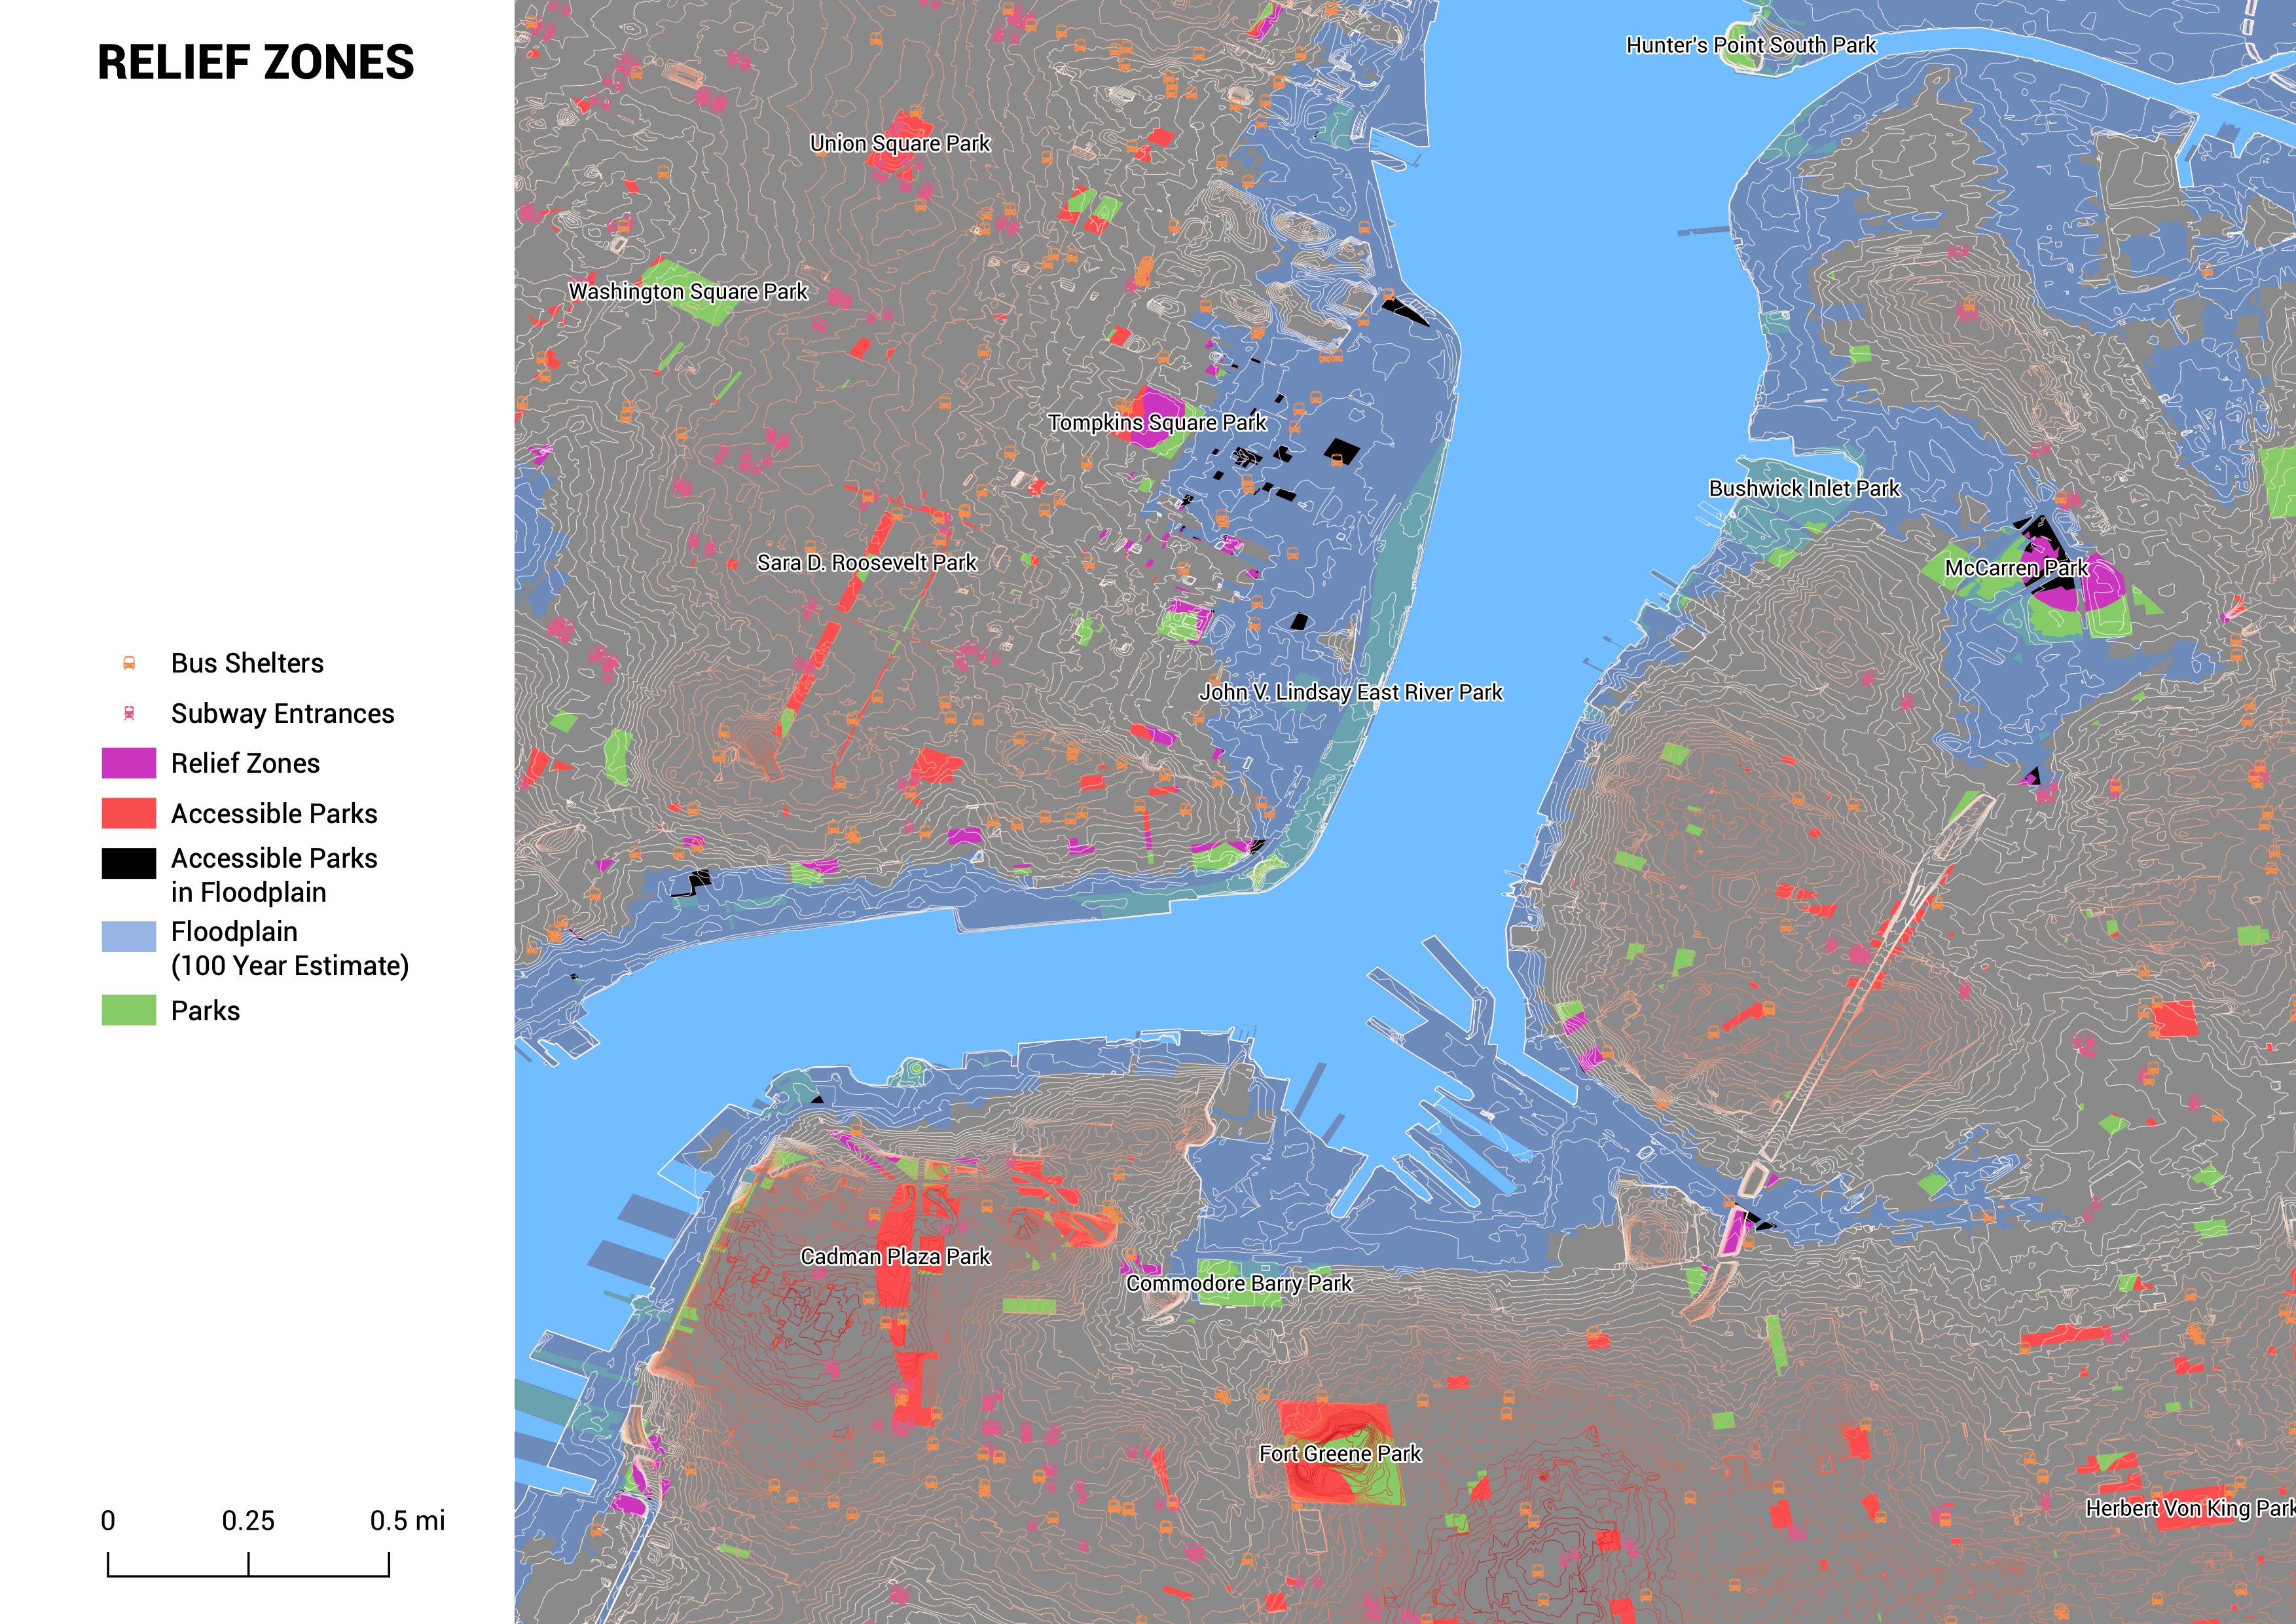 RELIEF ZONES
Bus Shelters
Subway Entrances
Relief Zones
Accessible Parks
Accessible Parks
in Floodplain
Floodplain
(100 Year Estimate)
Parks
0 0.25 0.5 mi
Hunter's Point South Park
Union Square Park
Washington Square Park
Tompkins Square Park
Bushwick Inlet Park
Sara D. Roosevelt Park
McCarren Park
John V. Lindsay East River Park
Cadman Plaza Park
Commodore Barry Park
Fort Greene Park
Herbert Von King Park